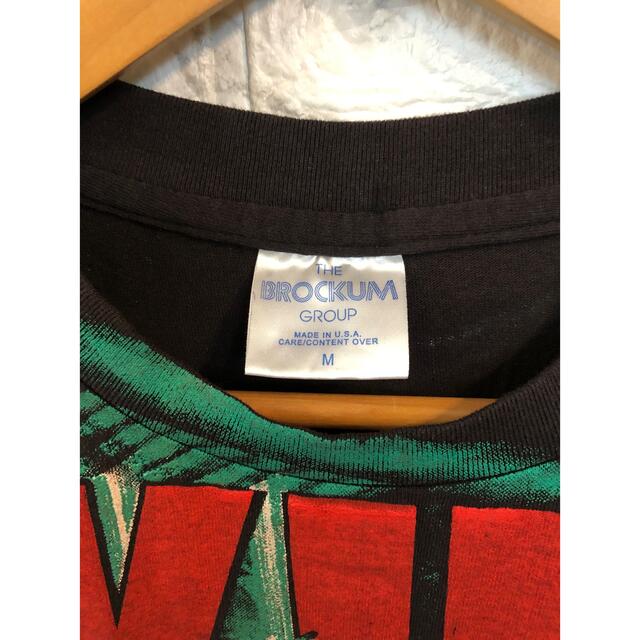 THE
BROCKUM
GROUP
MADE IN U.S.A.
CARE/CONTENT OVER
M